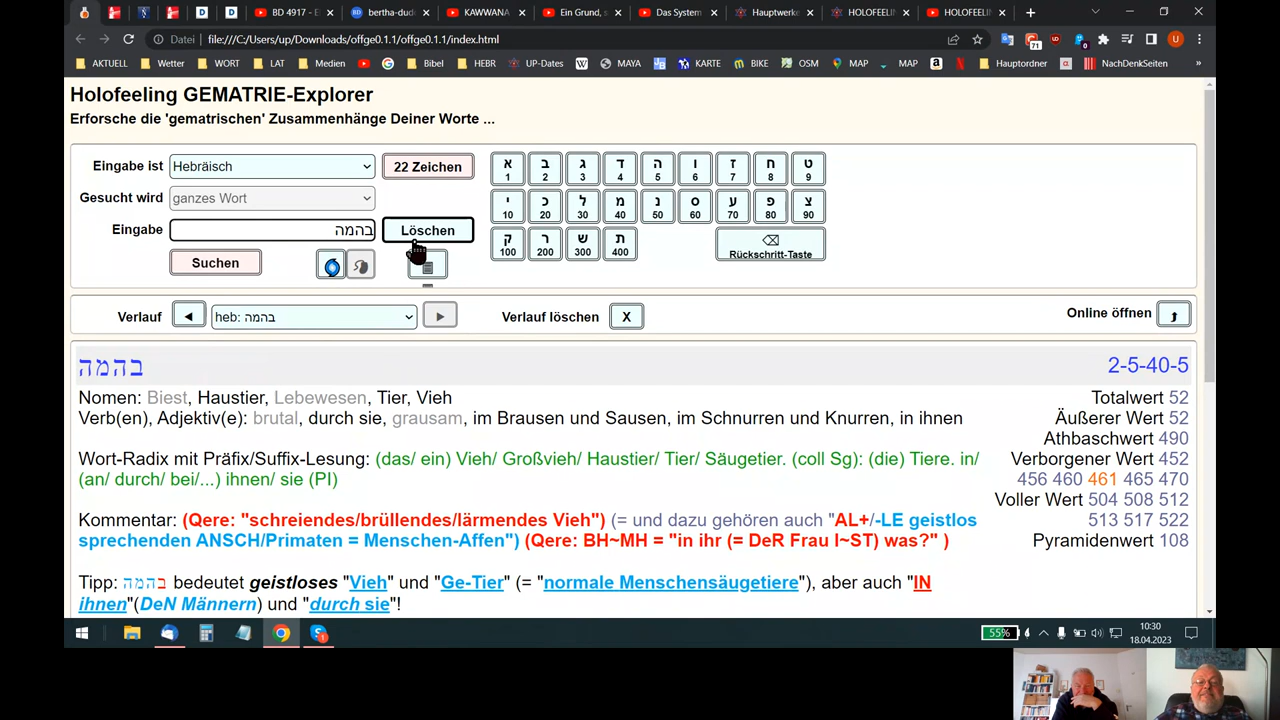 BD 4917 - E
bertha-dud
KAWWANA
Ein Grund, s
Das System
Hauptwerke
HOLOFEELIN
HOLOFEELIN
Datei | file:///C:/Users/up/Downloads/offge0.1.1/offge0.1.1/index.html
AKTUELL Wetter WORT LAT Medien Bibel HEBR UP-Dates MAYA KARTE BIKE OSM MAP MAP Hauptordner NachDenkSeiten »
Holofeeling GEMATRIE-Explorer
Erforsche die 'gematrischen' Zusammenhänge Deiner Worte ...
Eingabe ist Hebräisch 22 Zeichen
Gesucht wird ganzes Wort
Eingabe בהמה Löschen
Suchen
א ב ג ד ה ו ז ח ט
1 2 3 4 5 6 7 8 9
י כ ל מ נ ס ע פ צ
10 20 30 40 50 60 70 80 90
ק ר ש ת
100 200 300 400 Rückschritt-Taste
Verlauf heb: בהמה Verlauf löschen X Online öffnen
בהמה 2-5-40-5
Nomen: Biest, Haustier, Lebewesen, Tier, Vieh
Verb(en), Adjektiv(e): brutal, durch sie, grausam, im Brausen und Sausen, im Schnurren und Knurren, in ihnen
Wort-Radix mit Präfix/Suffix-Lesung: (das/ ein) Vieh/ Großvieh/ Haustier/ Tier/ Säugetier. (coll Sg): (die) Tiere. in/
(an/ durch/ bei/...) ihnen/ sie (Pl)
Kommentar: (Qere: "schreiendes/brüllendes/lärmendes Vieh") (= und dazu gehören auch "AL+/-LE geistlos
sprechenden ANSCH/Primaten = Menschen-Affen") (Qere: BH~MH = "in ihr (= DeR Frau I~ST) was?" )
Tipp: בהמה bedeutet geistloses "Vieh" und "Ge-Tier" (= "normale Menschensäugetiere"), aber auch "IN
ihnen"(DeN Männern) und "durch sie"!
Totalwert 52
Äußerer Wert 52
Athbaschwert 490
Verborgener Wert 452
456 460 461 465 470
Voller Wert 504 508 512
513 517 522
Pyramidenwert 108
55%
10:30
18.04.2023